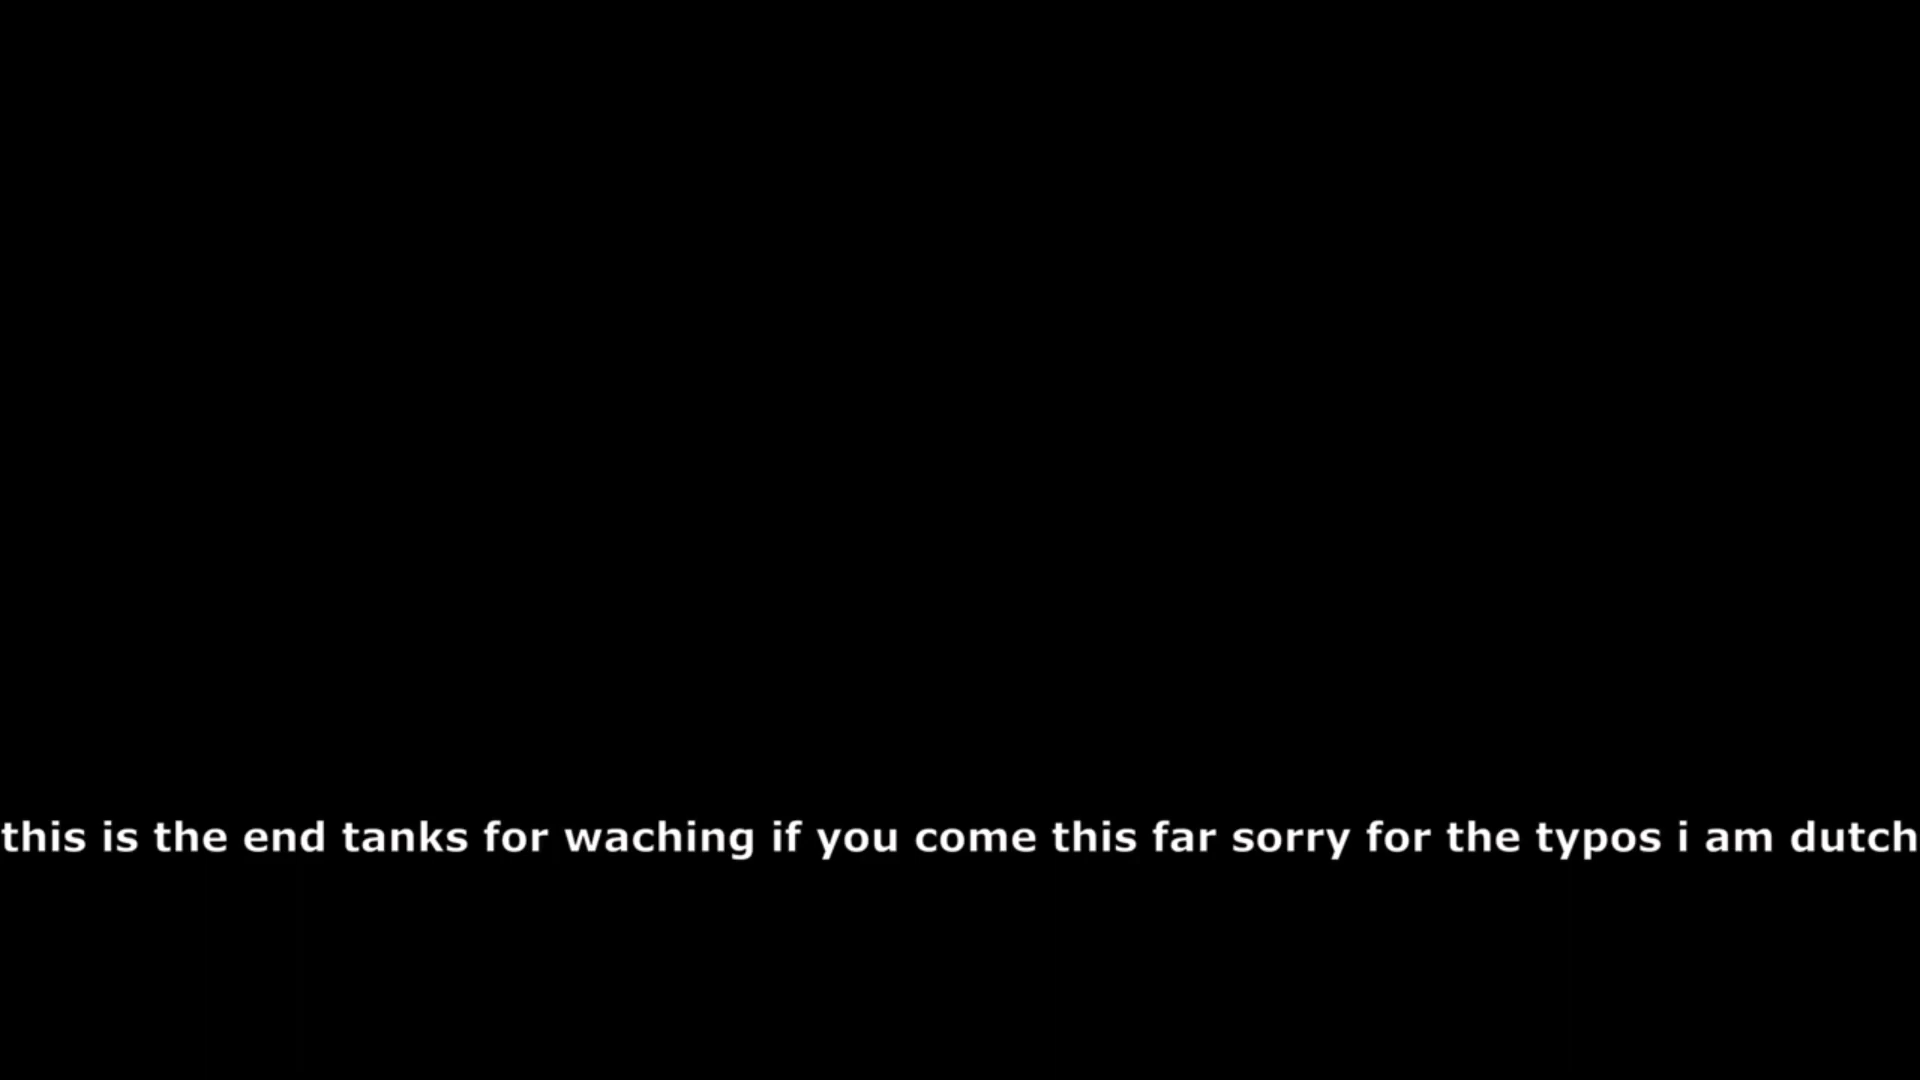 this is the end tanks for waching if you come this far sorry for the typos i am dutch